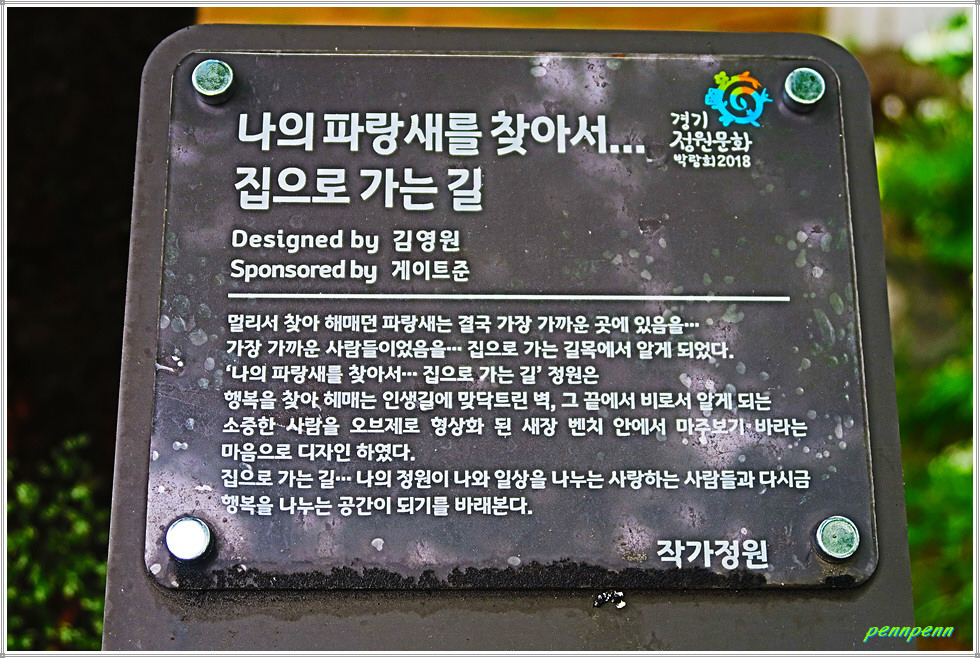 나의 파랑새를 찾아서...
집으로 가는 길
경기
정원문화
박람회2018
Designed by 김영원
Sponsored by 게이트준
멀리서 찾아 해매던 파랑새는 결국 가장 가까운 곳에 있음을…
가장 가까운 사람들이었음을… 집으로 가는 길목에서 알게 되었다.
‘나의 파랑새를 찾아서… 집으로 가는 길’ 정원은
행복을 찾아 헤매는 인생길에 맞닥트린 벽, 그 끝에서 비로서 알게 되는
소중한 사람을 오브제로 형상화 된 새장 벤치 안에서 마주보기 바라는
마음으로 디자인 하였다.
집으로 가는 길… 나의 정원이 나와 일상을 나누는 사랑하는 사람들과 다시금
행복을 나누는 공간이 되기를 바래본다.
작가정원
pennpenn